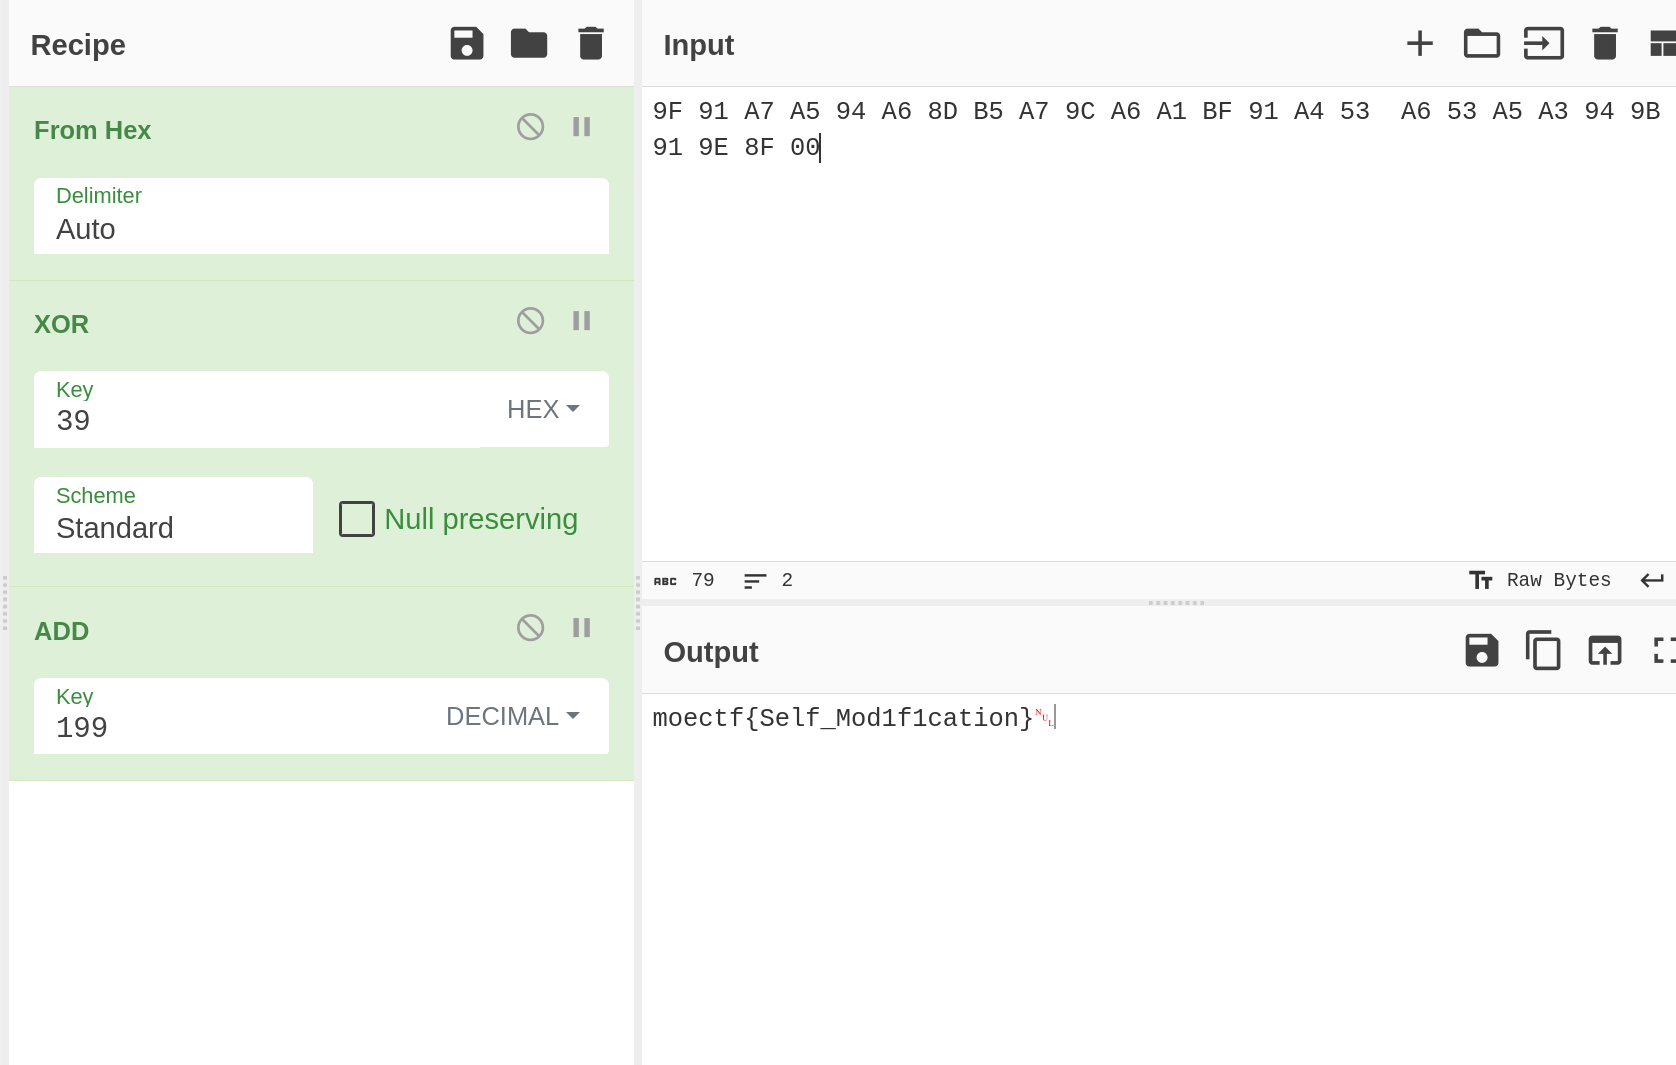 Recipe
From Hex
Delimiter
Auto
XOR
Key
39
HEX
Scheme
Standard
Null preserving
ADD
Key
199
DECIMAL
Input
9F 91 A7 A5 94 A6 8D B5 A7 9C A6 A1 BF 91 A4 53  A6 53 A5 A3 94 9B
91 9E 8F 00
ABC 79 2 Raw Bytes
Output
moectf{Self_Mod1f1cation}NUL